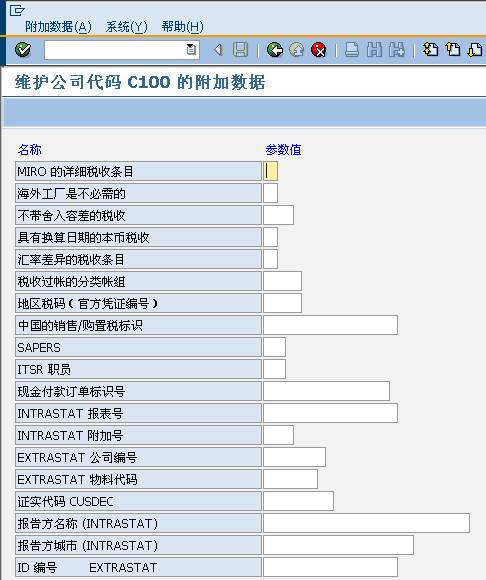 附加数据(A) 系统(Y) 帮助(H)
维护公司代码 C100 的附加数据
名称 参数值
MIRO 的详细税收条目
海外工厂是不必需的
不带舍入容差的税收
具有换算日期的本币税收
汇率差异的税收条目
税收过帐的分类帐组
地区税码（官方凭证编号）
中国的销售/购置税标识
SAPERS
ITSR 职员
现金付款订单标识号
INTRASTAT 报表号
INTRASTAT 附加号
EXTRASTAT 公司编号
EXTRASTAT 物料代码
证实代码 CUSDEC
报告方名称 (INTRASTAT)
报告方城市 (INTRASTAT)
ID 编号 EXTRASTAT